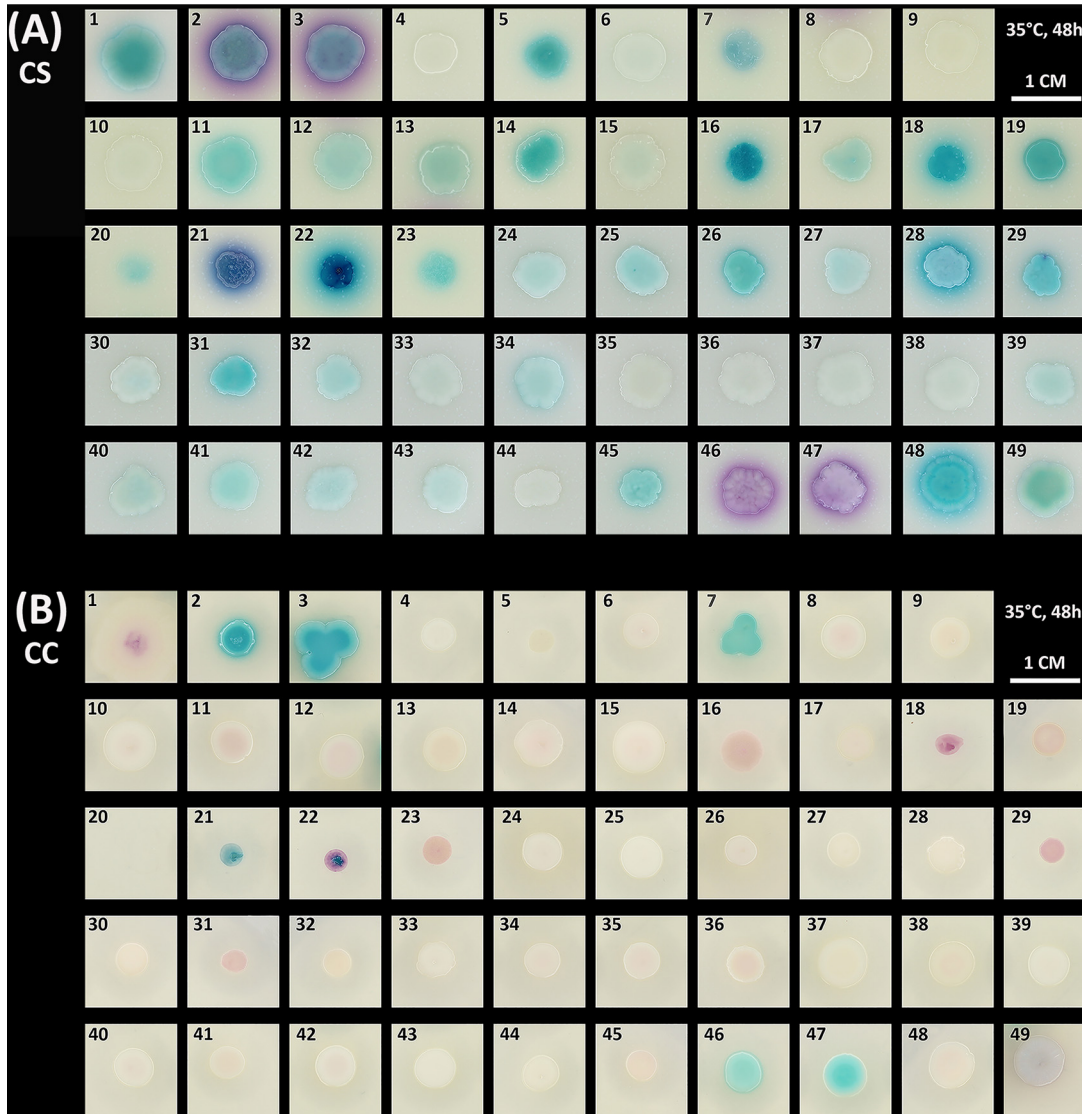 (A)
CS
1 2 3 4 5 6 7 8 9 35°C, 48h
1 CM
10 11 12 13 14 15 16 17 18 19
20 21 22 23 24 25 26 27 28 29
30 31 32 33 34 35 36 37 38 39
40 41 42 43 44 45 46 47 48 49
(B)
CC
1 2 3 4 5 6 7 8 9 35°C, 48h
1 CM
10 11 12 13 14 15 16 17 18 19
20 21 22 23 24 25 26 27 28 29
30 31 32 33 34 35 36 37 38 39
40 41 42 43 44 45 46 47 48 49